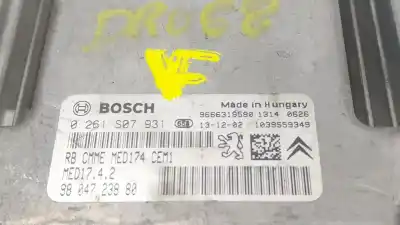 DR068
VF
BOSCH
Made in Hungary
9666319580 1314 0626
0 261 S07 931
13-12-02 1039S59349
RB CMME MED174 CEM1
MED17.4.2
98 047 238 80